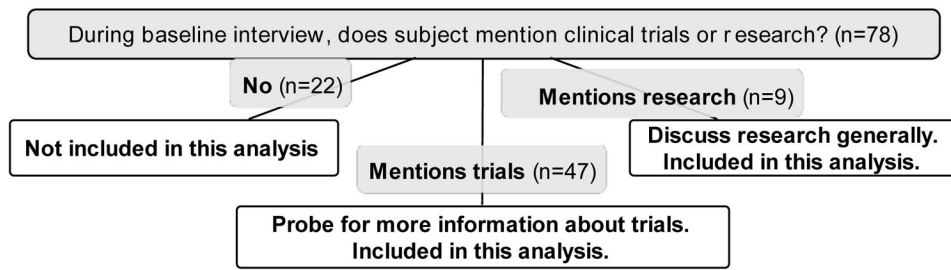 During baseline interview, does subject mention clinical trials or research? (n=78)
No (n=22)
Mentions research (n=9)
Not included in this analysis
Discuss research generally.
Included in this analysis.
Mentions trials (n=47)
Probe for more information about trials.
Included in this analysis.